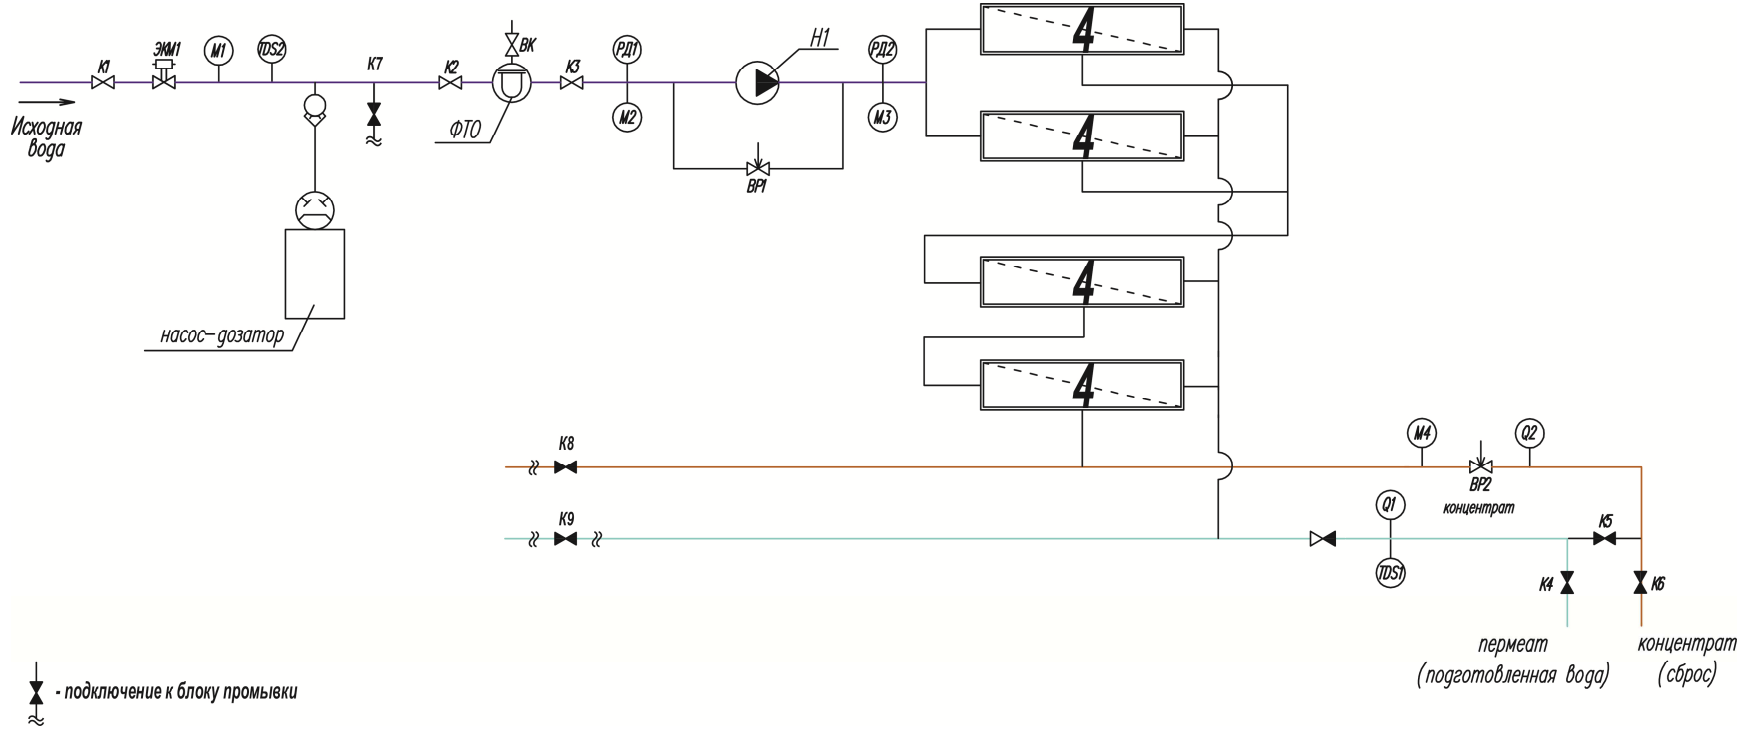 К1
ЭКМ1
М1
TDS2
К7
К2
ВК
ФТО
К3
РД1
М2
Н1
ВР1
РД2
М3
4
4
4
4
Исходная
вода
насос-дозатор
К8
К9
М4
ВР2
концентрат
Q2
Q1
TDS1
К5
К4
К6
пермеат
(подготовленная вода)
концентрат
(сброс)
- подключение к блоку промывки